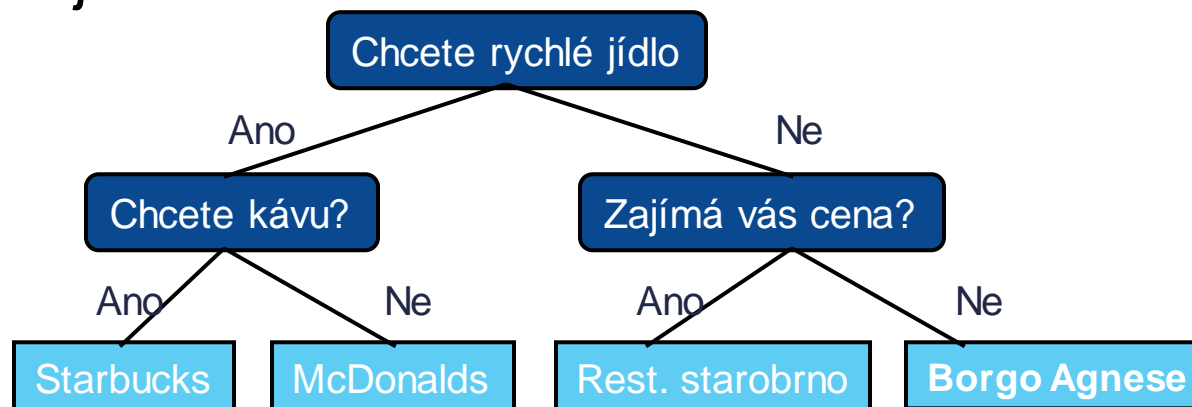 Chcete rychlé jídlo
Ano Ne
Chcete kávu? Zajímá vás cena?
Ano Ne Ano Ne
Starbucks McDonalds Rest. starobrno Borgo Agnese